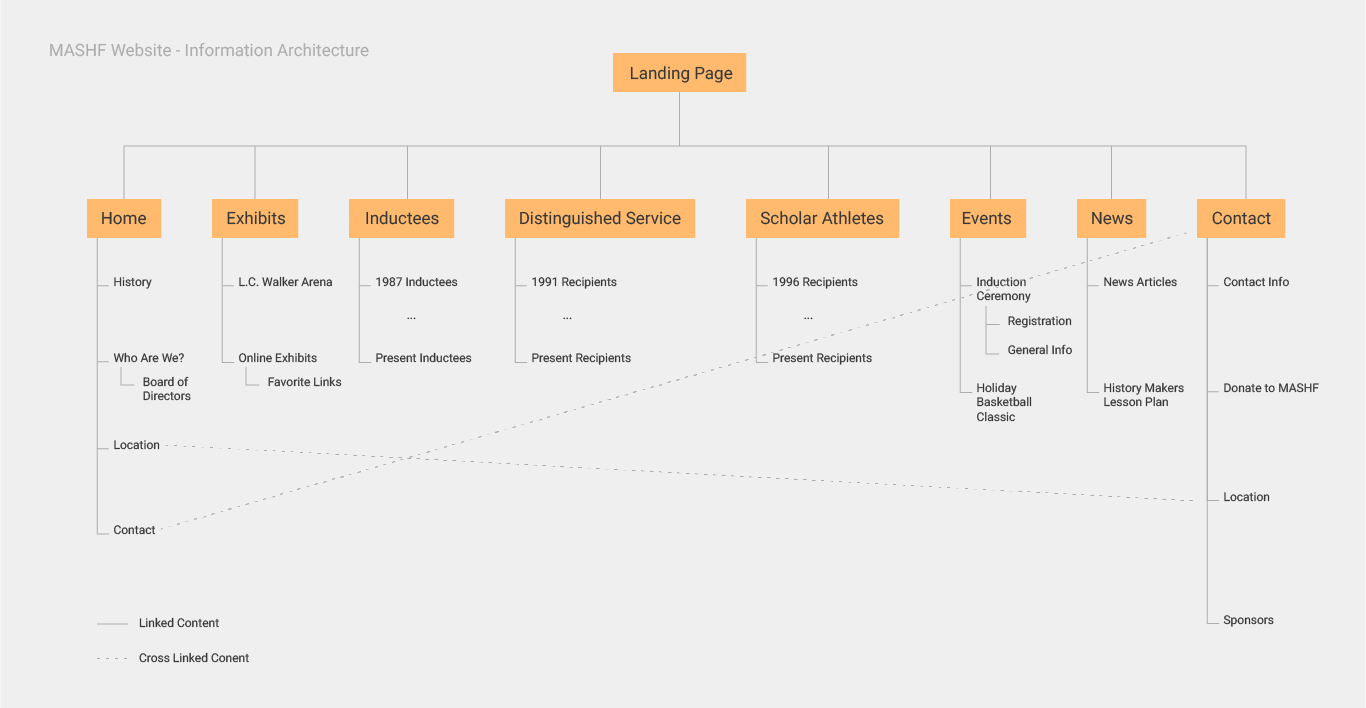 MASHF Website - Information Architecture
Landing Page
Home
Exhibits
Inductees
Distinguished Service
Scholar Athletes
Events
News
Contact
History
Who Are We?
Board of
Directors
Location
Contact
L.C. Walker Arena
Online Exhibits
Favorite Links
1987 Inductees
...
Present Inductees
1991 Recipients
...
Present Recipients
1996 Recipients
...
Present Recipients
Induction
Ceremony
Registration
General Info
Holiday
Basketball
Classic
News Articles
History Makers
Lesson Plan
Contact Info
Donate to MASHF
Location
Sponsors
Linked Content
Cross Linked Conent